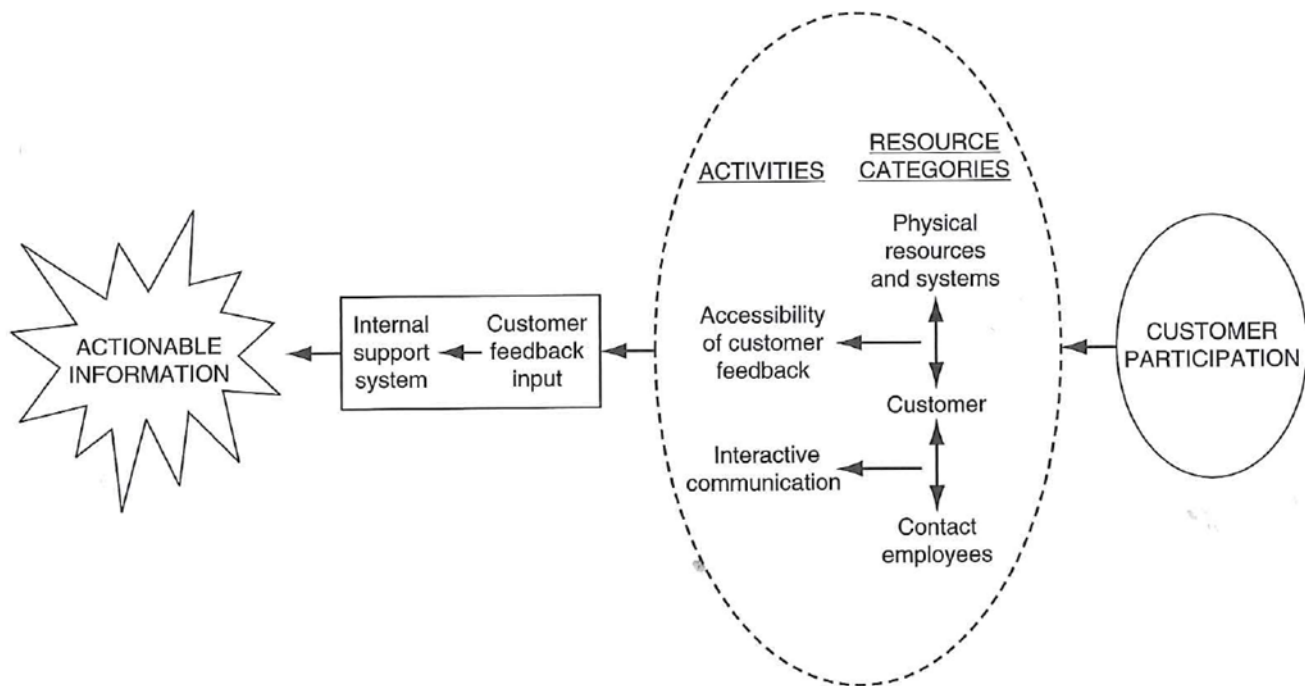 ACTIVITIES
RESOURCE
CATEGORIES
Physical
resources
and systems
Accessibility
of customer
feedback
Customer
Interactive
communication
Contact
employees
ACTIONABLE
INFORMATION
Internal
support
system
Customer
feedback
input
CUSTOMER
PARTICIPATION